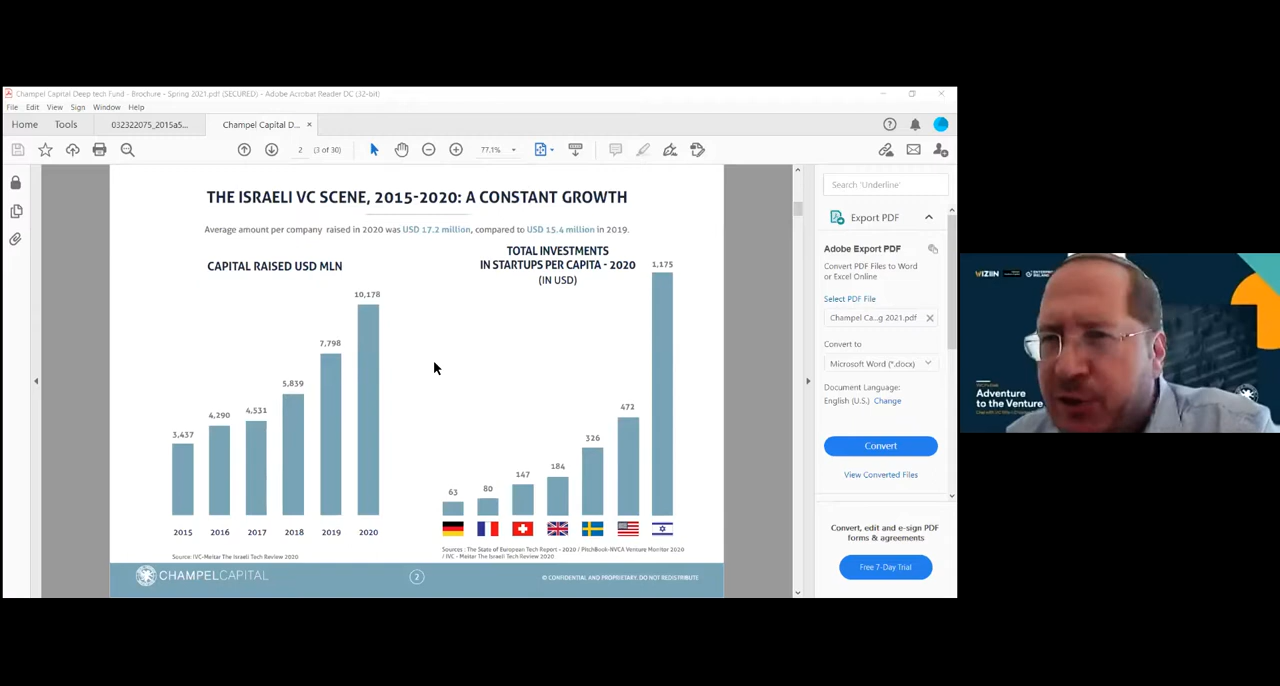 Champel Capital Deep tech Fund - Brochure - Spring 2021.pdf (SECURED) - Adobe Acrobat Reader DC (32-bit)
File Edit View Sign Window Help
Home Tools 032322075_2015a5... Champel Capital D... ×
2 (3 of 30) 77.1%
THE ISRAELI VC SCENE, 2015-2020: A CONSTANT GROWTH
Average amount per company raised in 2020 was USD 17.2 million, compared to USD 15.4 million in 2019.
CAPITAL RAISED USD MLN
3,437
4,290
4,531
5,839
7,798
10,178
2015 2016 2017 2018 2019 2020
Source: IVC-Meitar The Israeli Tech Review 2020
TOTAL INVESTMENTS
IN STARTUPS PER CAPITA - 2020
(IN USD)
63
80
147
184
326
472
1,175
Sources : The State of European Tech Report - 2020 / PitchBook-NVCA Venture Monitor 2020
/ IVC - Meitar The Israeli Tech Review 2020
CHAMPELCAPITAL
2
© CONFIDENTIAL AND PROPRIETARY. DO NOT REDISTRIBUTE
Search 'Underline'
Export PDF
Adobe Export PDF
Convert PDF Files to Word
or Excel Online
Select PDF File
Champel Ca...g 2021.pdf
Convert to
Microsoft Word (*.docx)
Document Language:
English (U.S.) Change
Convert
View Converted Files
Convert, edit and e-sign PDF
forms & agreements
Free 7-Day Trial
Adventure
to the Venture